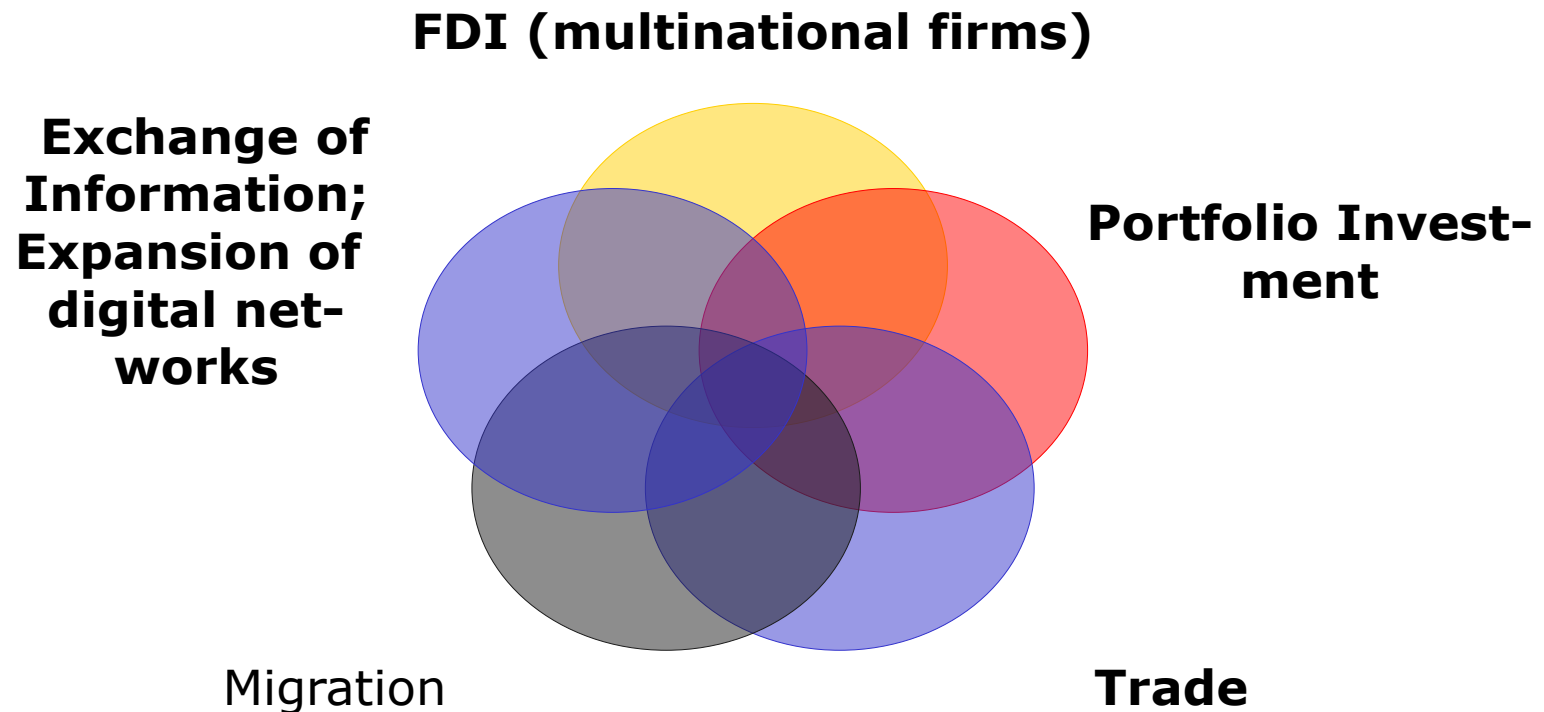 FDI (multinational firms)
Exchange of
Information;
Expansion of
digital net-
works
Portfolio Invest-
ment
Migration
Trade